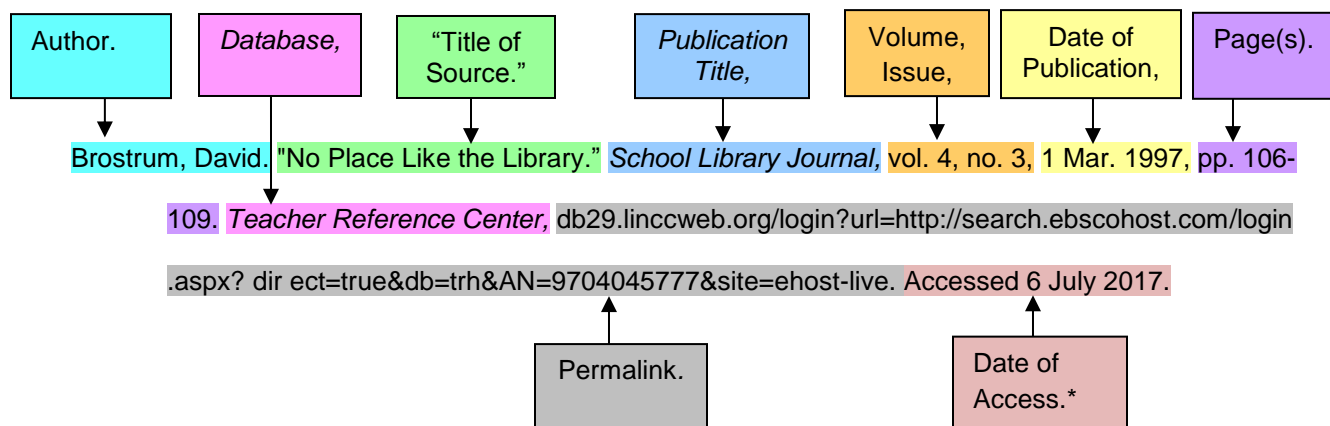 Author.
Database,
“Title of
Source.”
Publication
Title,
Volume,
Issue,
Date of
Publication,
Page(s).
Brostrum, David. "No Place Like the Library.” School Library Journal, vol. 4, no. 3, 1 Mar. 1997, pp. 106-
109. Teacher Reference Center, db29.linccweb.org/login?url=http://search.ebscohost.com/login
.aspx? dir ect=true&db=trh&AN=9704045777&site=ehost-live. Accessed 6 July 2017.
Permalink.
Date of
Access.*